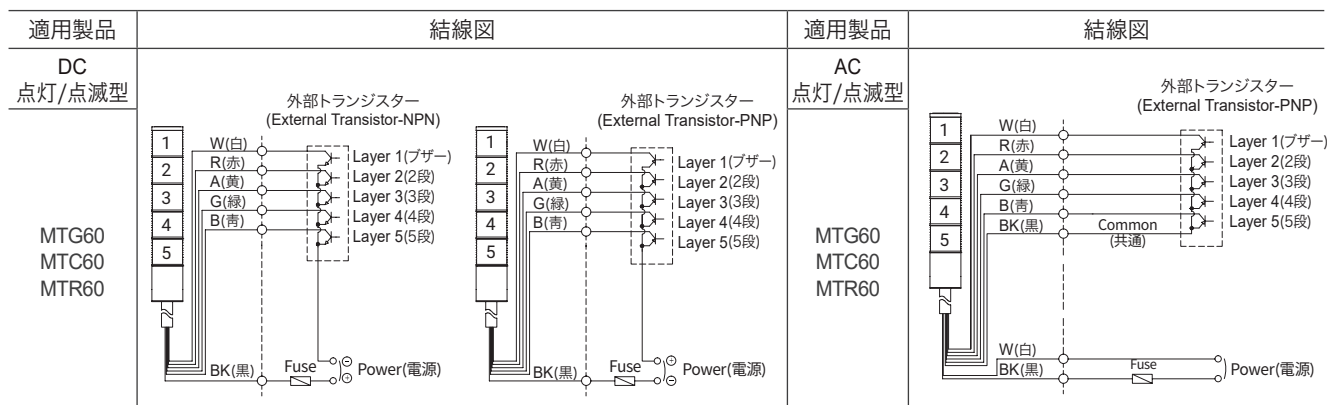 適用製品
結線図
適用製品
結線図
DC
点灯/点滅型
MTG60
MTC60
MTR60
外部トランジスター
(External Transistor-NPN)
1
2
3
4
5
W(白)
R(赤)
A(黄)
G(緑)
B(靑)
Layer 1(ブザー)
Layer 2(2段)
Layer 3(3段)
Layer 4(4段)
Layer 5(5段)
BK(黒)
Fuse
⊖
⊕
Power(電源)
外部トランジスター
(External Transistor-PNP)
1
2
3
4
5
W(白)
R(赤)
A(黄)
G(緑)
B(靑)
Layer 1(ブザー)
Layer 2(2段)
Layer 3(3段)
Layer 4(4段)
Layer 5(5段)
BK(黒)
Fuse
⊕
⊖
Power(電源)
AC
点灯/点滅型
MTG60
MTC60
MTR60
外部トランジスター
(External Transistor-PNP)
1
2
3
4
5
W(白)
R(赤)
A(黄)
G(緑)
B(靑)
BK(黒)
Common
(共通)
Layer 1(ブザー)
Layer 2(2段)
Layer 3(3段)
Layer 4(4段)
Layer 5(5段)
W(白)
BK(黒)
Fuse
Power(電源)